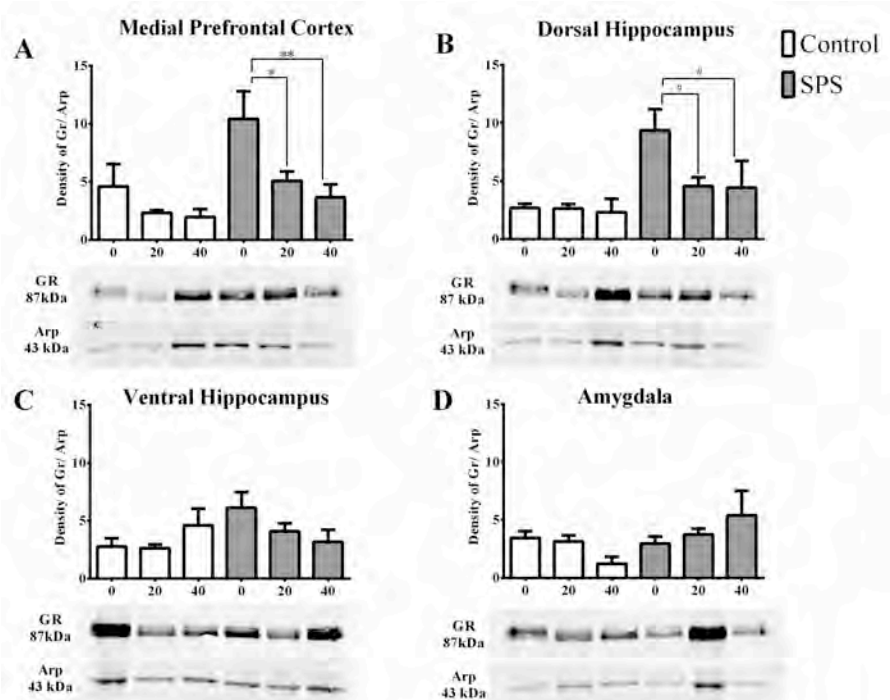 A
Medial Prefrontal Cortex
Density of Gr/ Arp
15
10
5
0
**
*
0 20 40 0 20 40
GR
87kDa
Arp
43 kDa
B
Dorsal Hippocampus
Control
SPS
Density of Gr/ Arp
15
10
5
0
*
*
0 20 40 0 20 40
GR
87 kDa
Arp
43 kDa
C
Ventral Hippocampus
Density of Gr/ Arp
15
10
5
0
0 20 40 0 20 40
GR
87kDa
Arp
43 kDa
D
Amygdala
Density of Gr/ Arp
15
10
5
0
0 20 40 0 20 40
GR
87kDa
Arp
43 kDa